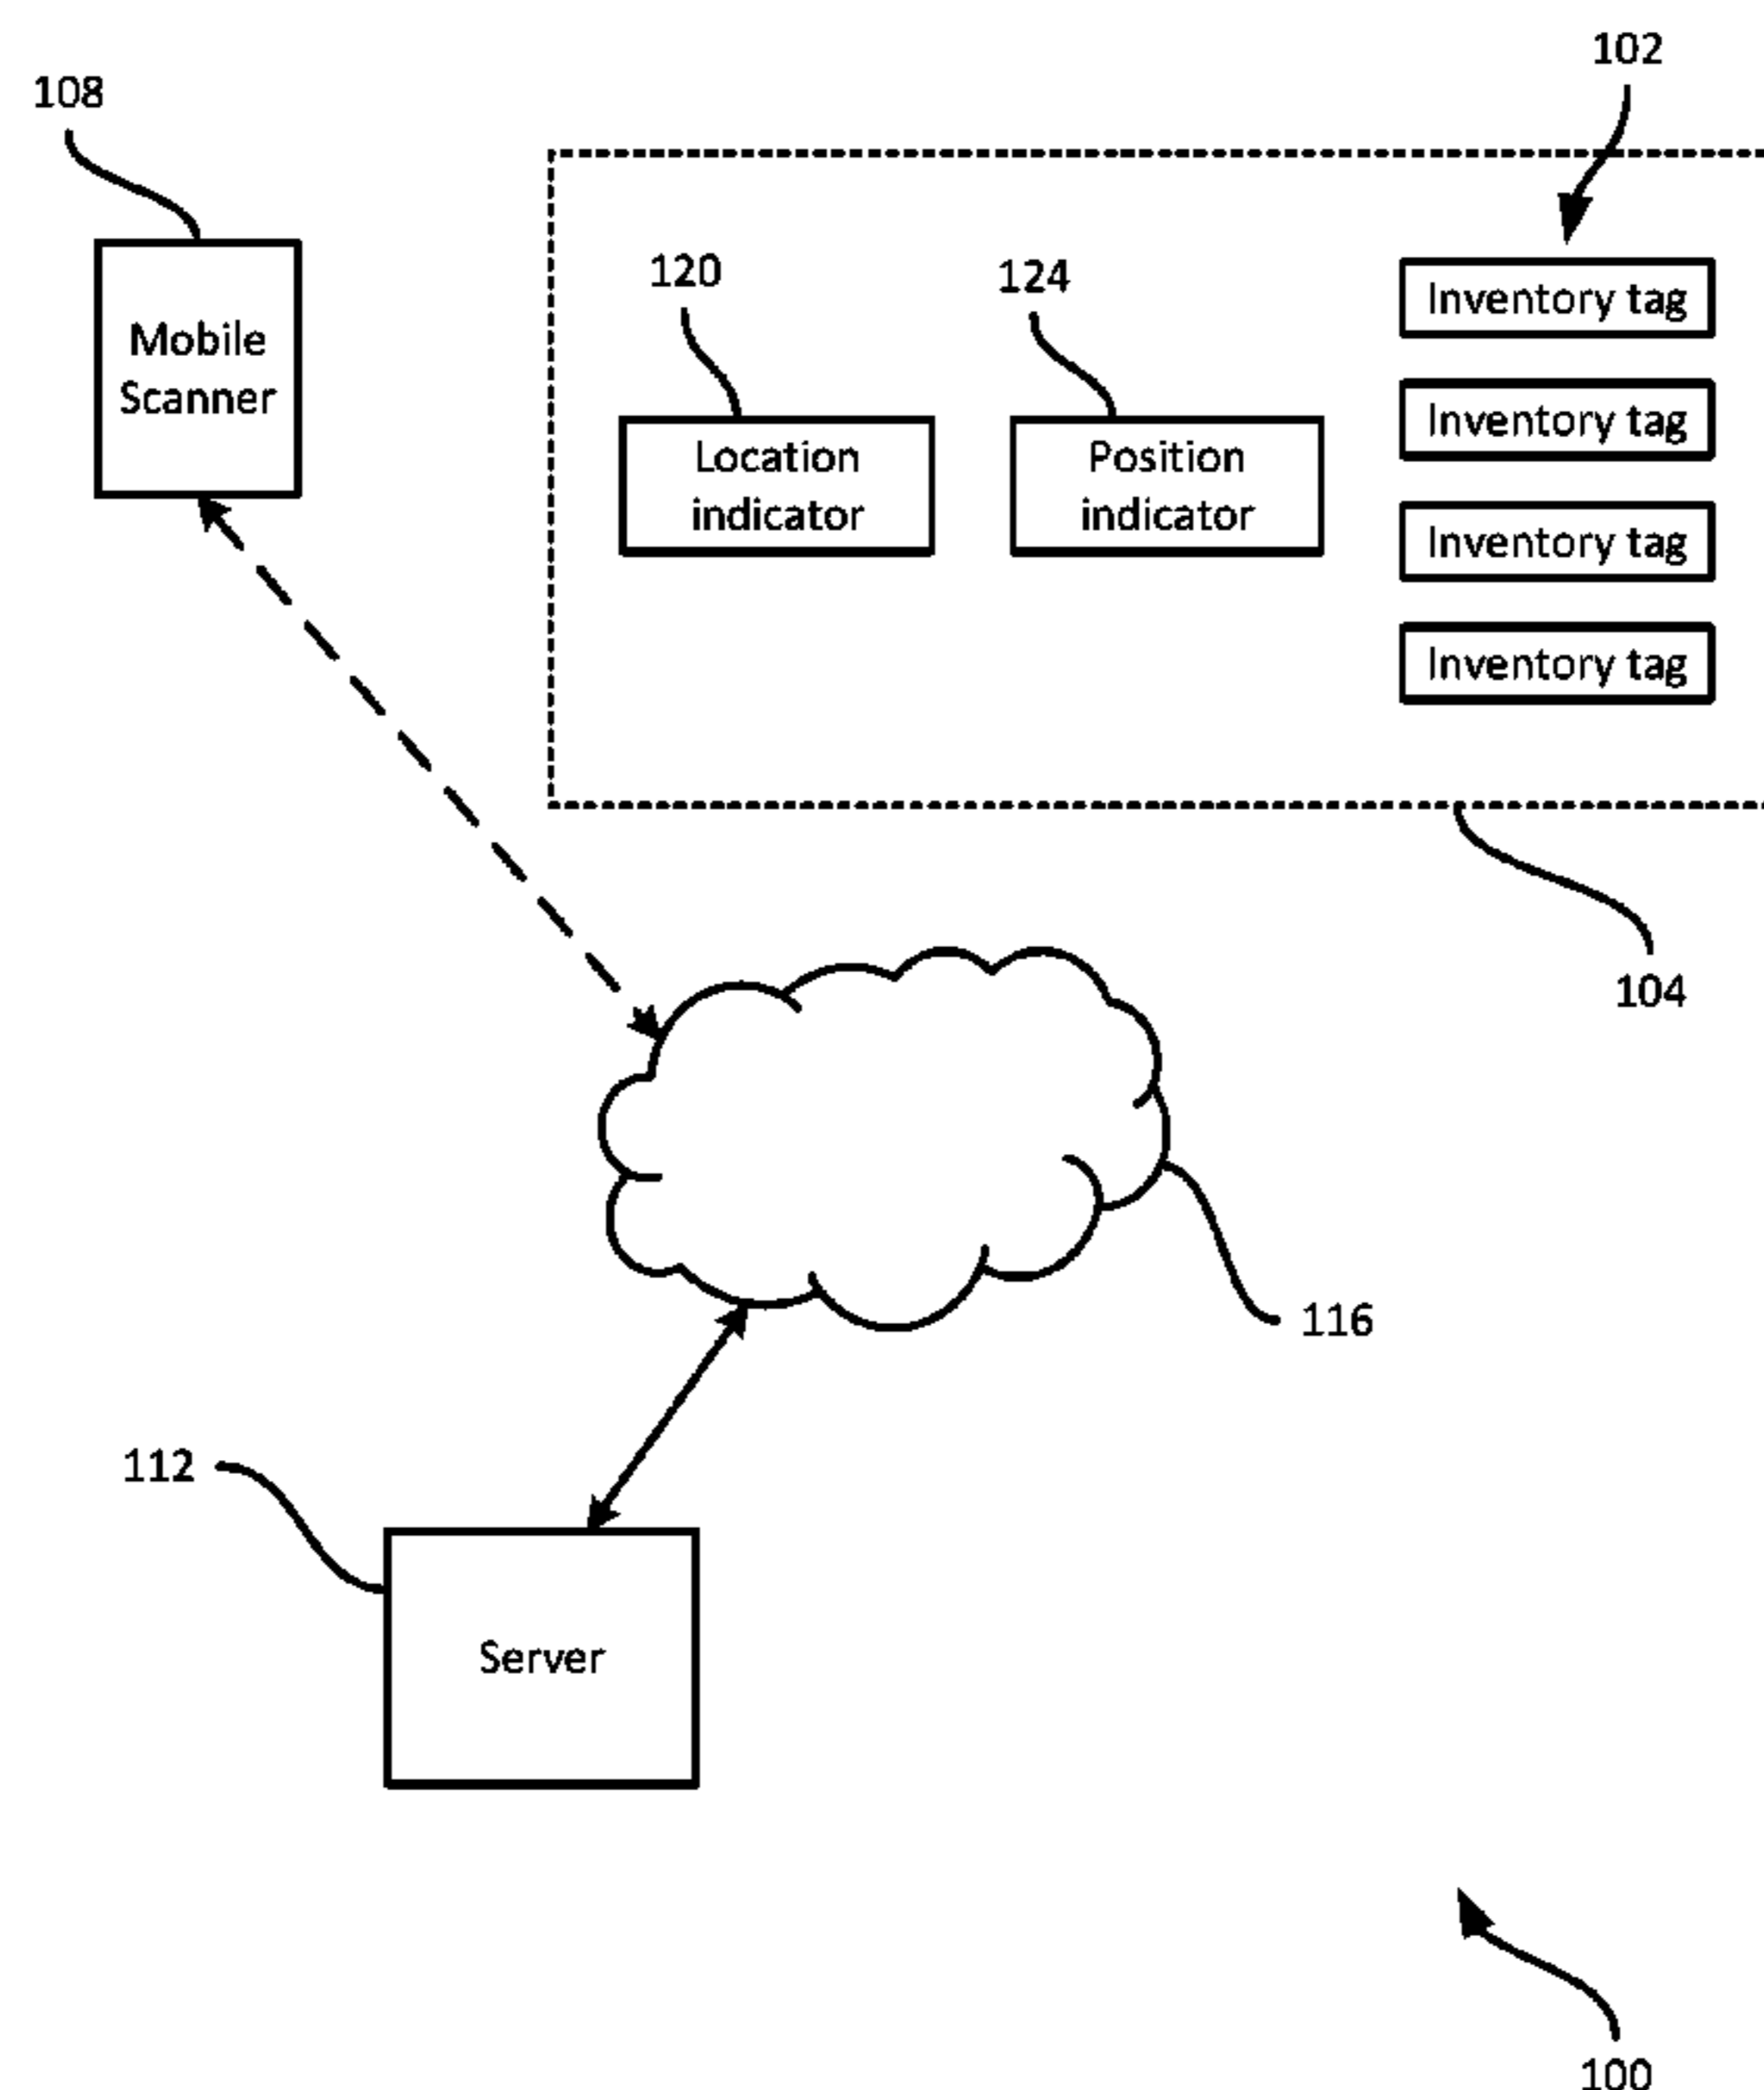 102
108
120
124
Inventory tag
Mobile
Scanner
Inventory tag
Location
indicator
Position
indicator
Inventory tag
Inventory tag
104
116
112
Server
100